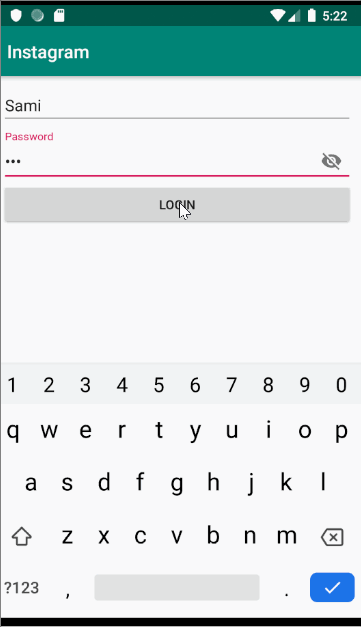 5:22
Instagram
Sami
Password
•••
LOGIN
1 2 3 4 5 6 7 8 9 0
q w e r t y u i o p
a s d f g h j k l
z x c v b n m
?123 , .